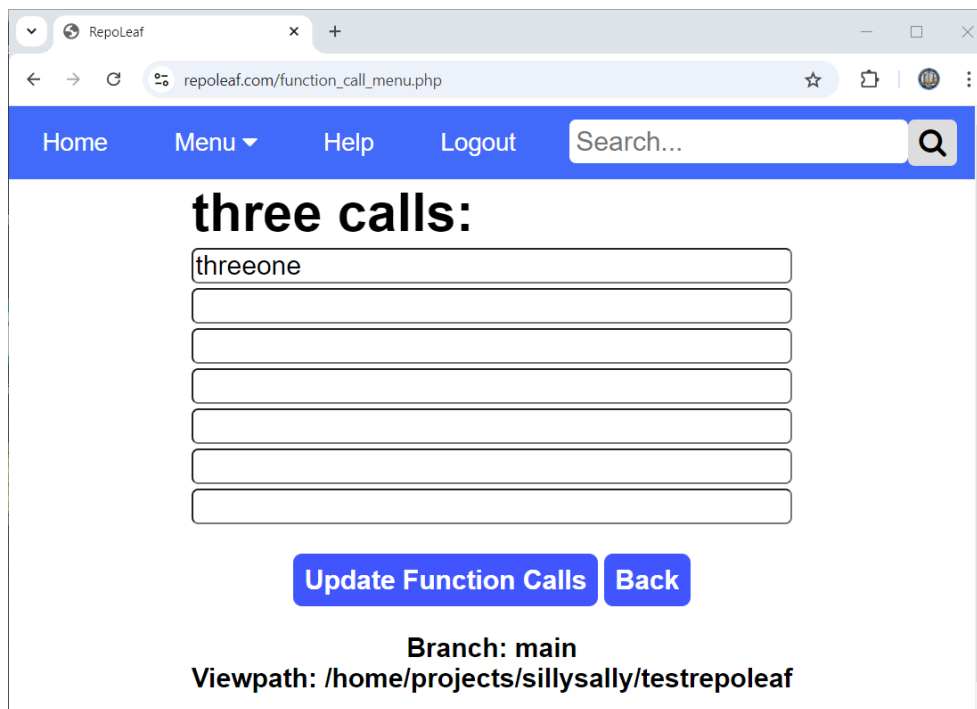 RepoLeaf
repoleaf.com/function_call_menu.php
Home Menu Help Logout Search...
three calls:
threeone
Update Function Calls Back
Branch: main
Viewpath: /home/projects/sillysally/testrepoleaf